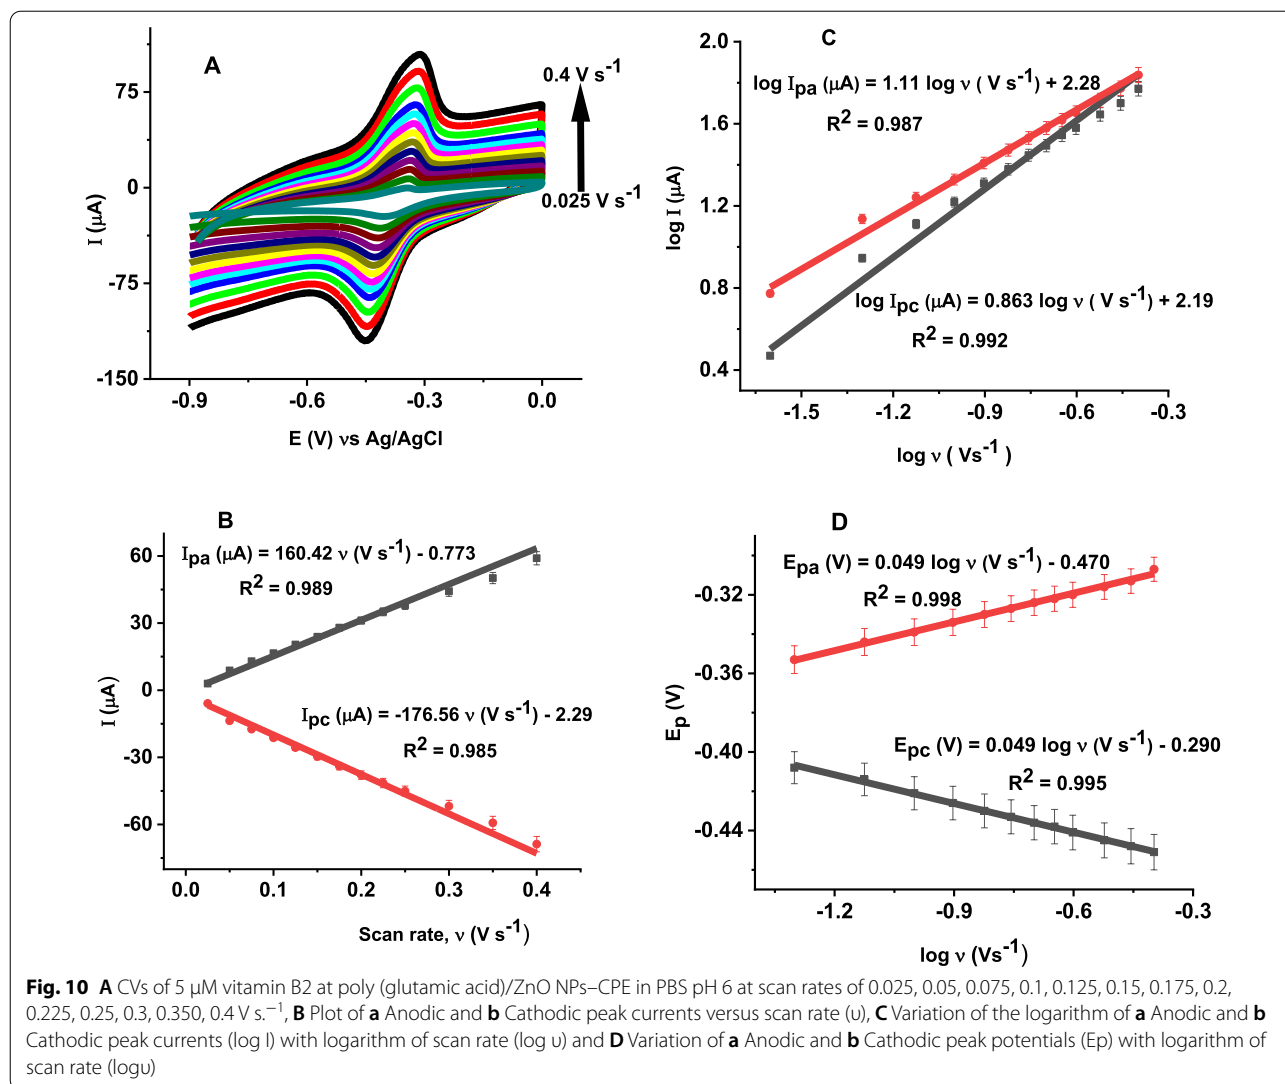 A
75
0
-75
-150
I (μA)
0.4 V s-1
0.025 V s-1
-0.9 -0.6 -0.3 0.0
E (V) vs Ag/AgCl
C
2.0
1.6
1.2
0.8
0.4
log I (μA)
log Ipa (μA) = 1.11 log ν ( V s-1) + 2.28
R2 = 0.987
log Ipc (μA) = 0.863 log ν ( V s-1) + 2.19
R2 = 0.992
-1.5 -1.2 -0.9 -0.6 -0.3
log ν ( Vs-1 )
B
60
30
0
-30
-60
I (μA)
Ipa (μA) = 160.42 ν (V s-1) - 0.773
R2 = 0.989
Ipc (μA) = -176.56 ν (V s-1) - 2.29
R2 = 0.985
0.0 0.1 0.2 0.3 0.4
Scan rate, ν (V s-1)
D
-0.32
-0.36
-0.40
-0.44
Ep (V)
Epa (V) = 0.049 log ν (V s-1) - 0.470
R2 = 0.998
Epc (V) = 0.049 log ν (V s-1) - 0.290
R2 = 0.995
-1.2 -0.9 -0.6 -0.3
log ν (Vs-1)
Fig. 10 A CVs of 5 μM vitamin B2 at poly (glutamic acid)/ZnO NPs–CPE in PBS pH 6 at scan rates of 0.025, 0.05, 0.075, 0.1, 0.125, 0.15, 0.175, 0.2,
0.225, 0.25, 0.3, 0.350, 0.4 V s.−1, B Plot of a Anodic and b Cathodic peak currents versus scan rate (υ), C Variation of the logarithm of a Anodic and b
Cathodic peak currents (log I) with logarithm of scan rate (log υ) and D Variation of a Anodic and b Cathodic peak potentials (Ep) with logarithm of
scan rate (logυ)